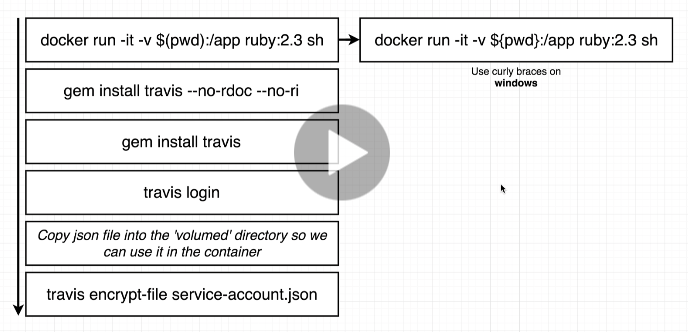 docker run -it -v $(pwd):/app ruby:2.3 sh
docker run -it -v ${pwd}:/app ruby:2.3 sh
Use curly braces on
windows
gem install travis --no-rdoc --no-ri
gem install travis
travis login
Copy json file into the 'volumed' directory so we
can use it in the container
travis encrypt-file service-account.json